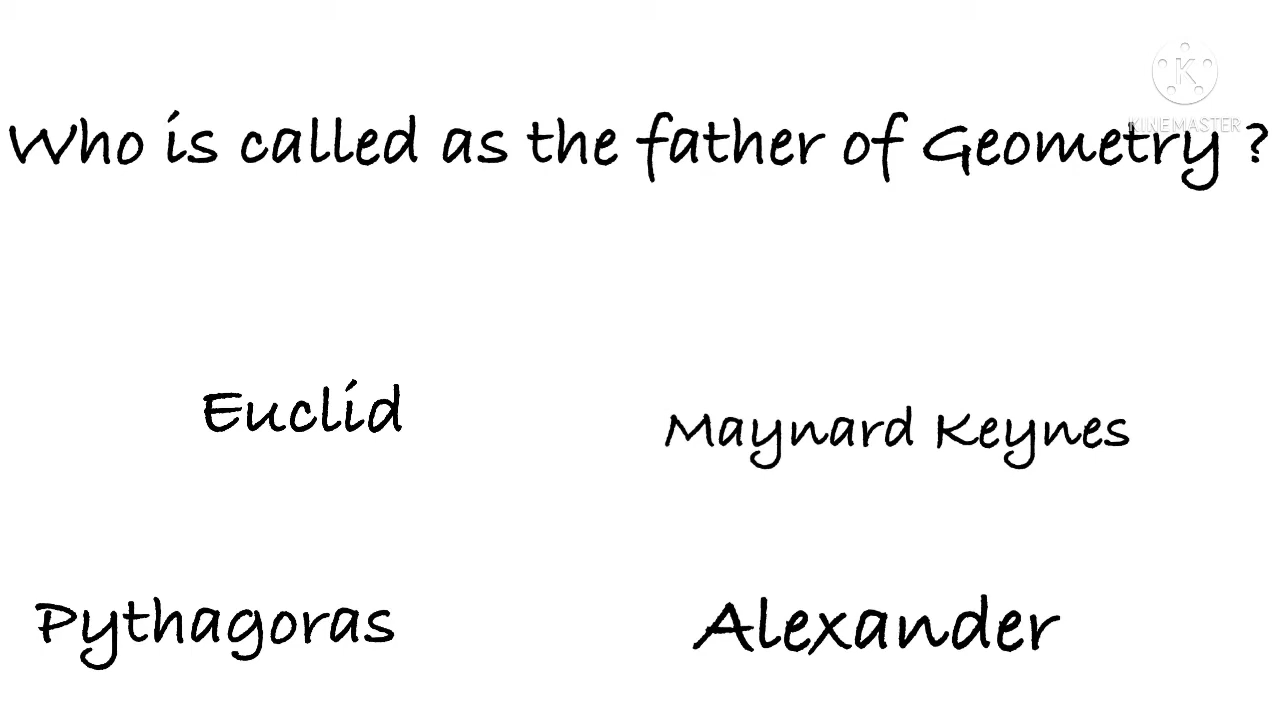 KINEMASTER
Who is called as the father of Geometry ?
Euclid
Maynard Keynes
Pythagoras
Alexander